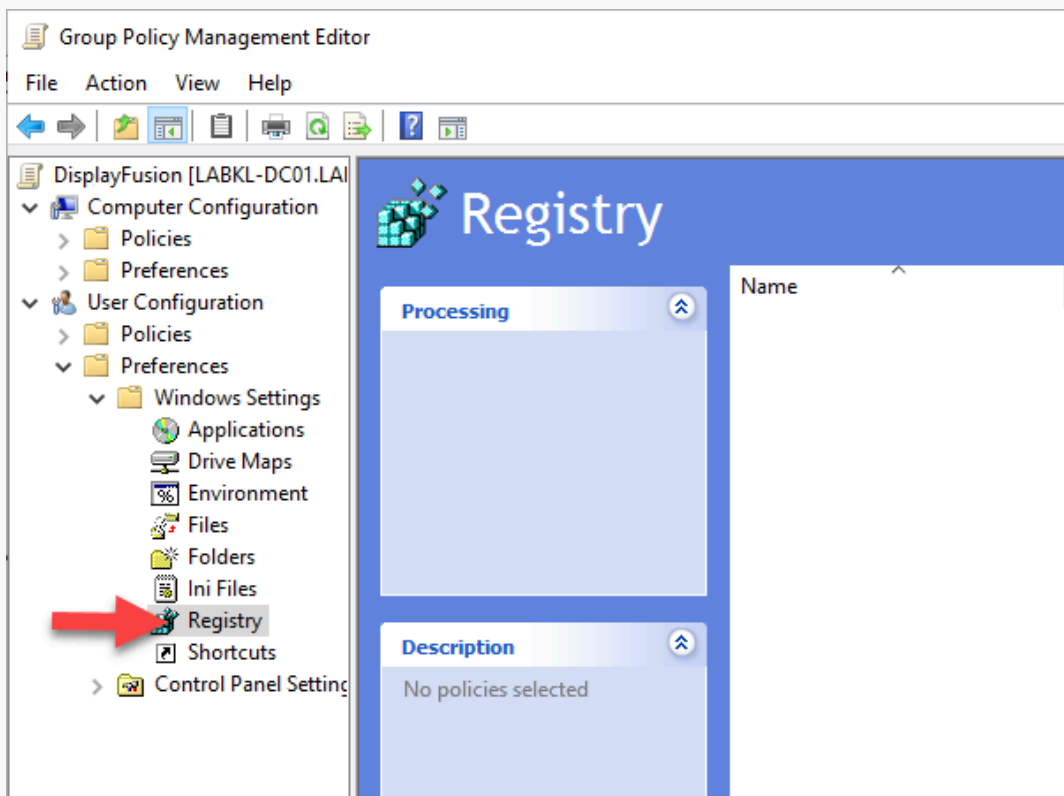 Group Policy Management Editor
File Action View Help
DisplayFusion [LABKL-DC01.LAI
Computer Configuration
Policies
Preferences
User Configuration
Policies
Preferences
Windows Settings
Applications
Drive Maps
Environment
Files
Folders
Ini Files
Registry
Shortcuts
Control Panel Setting
Registry
Processing
Description
No policies selected
Name